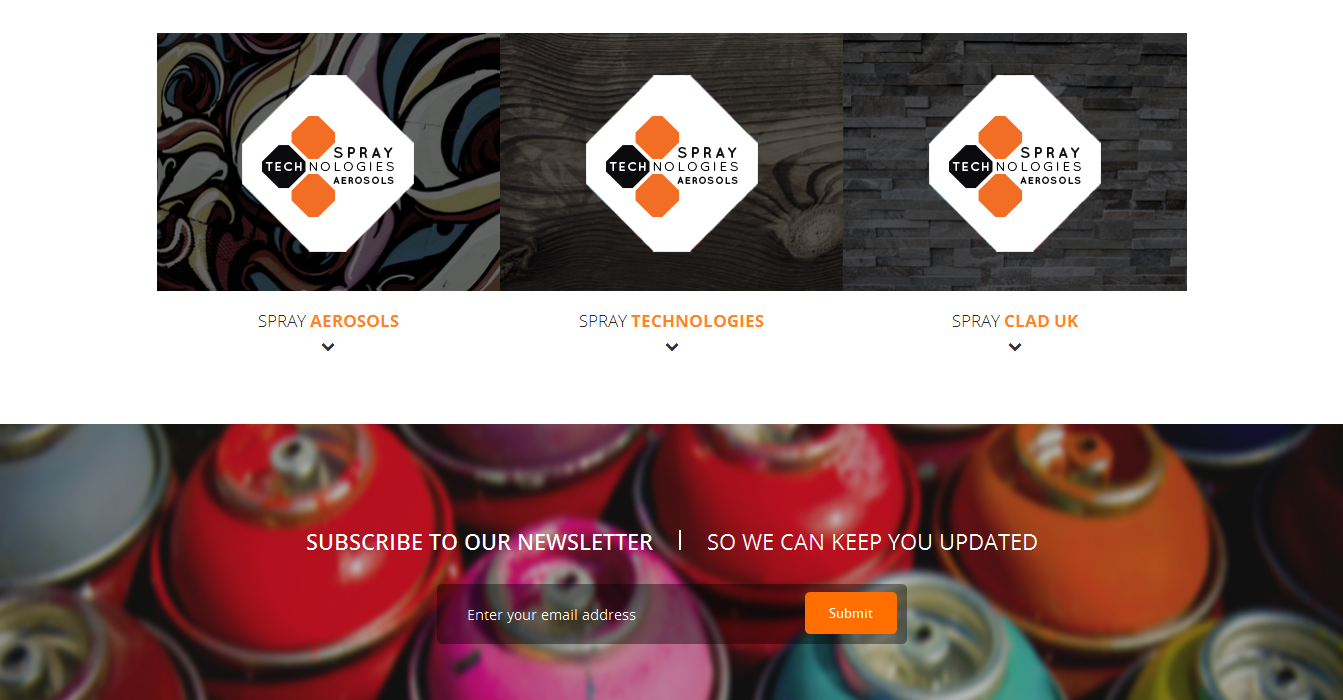 SPRAY
TECHNOLOGIES
AEROSOLS
SPRAY
TECHNOLOGIES
AEROSOLS
SPRAY
TECHNOLOGIES
AEROSOLS
SPRAY AEROSOLS
SPRAY TECHNOLOGIES
SPRAY CLAD UK
SUBSCRIBE TO OUR NEWSLETTER | SO WE CAN KEEP YOU UPDATED
Enter your email address
Submit